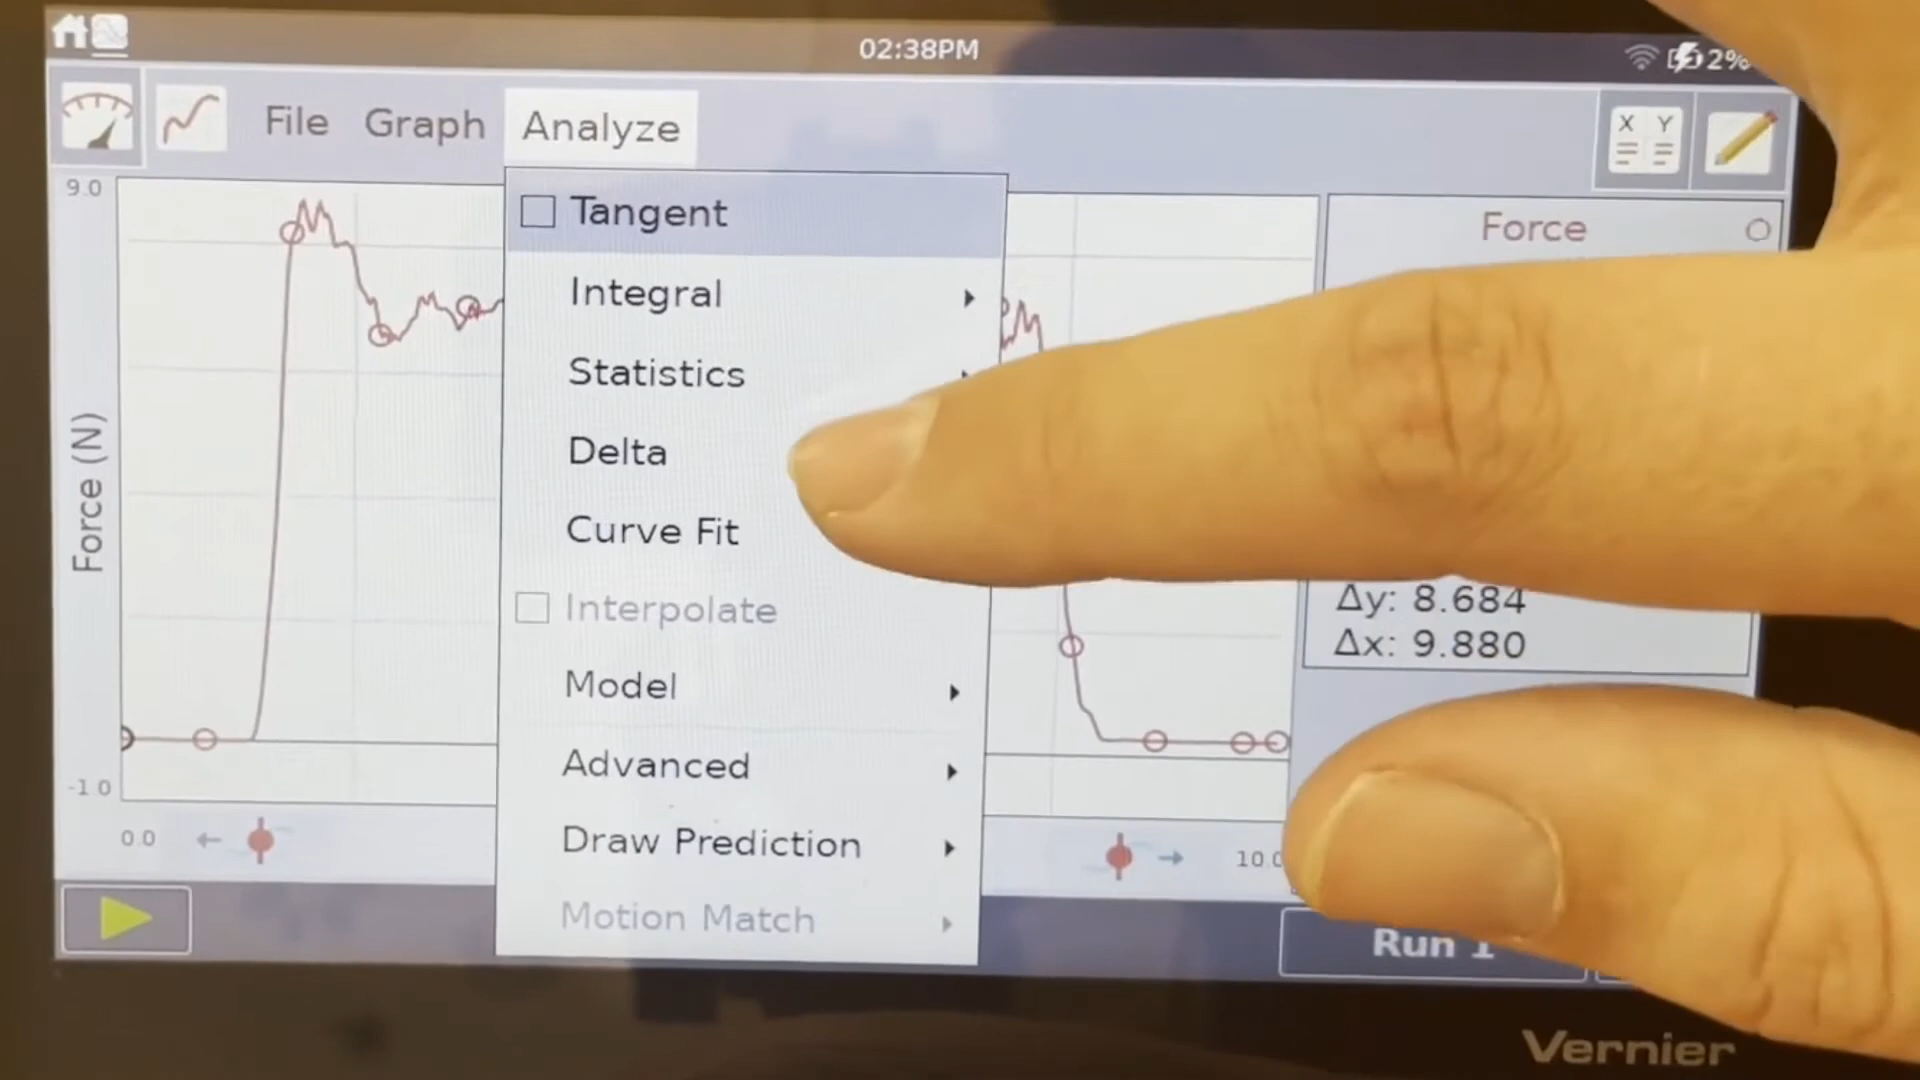 02:38PM
2%
File Graph Analyze
X Y
9.0
Tangent
Force
Integral
Statistics
Delta
Force (N)
Curve Fit
Interpolate
Δy: 8.684
Δx: 9.880
Model
Advanced
-1.0
0.0
Draw Prediction
10.0
Motion Match
Run 1
Vernier